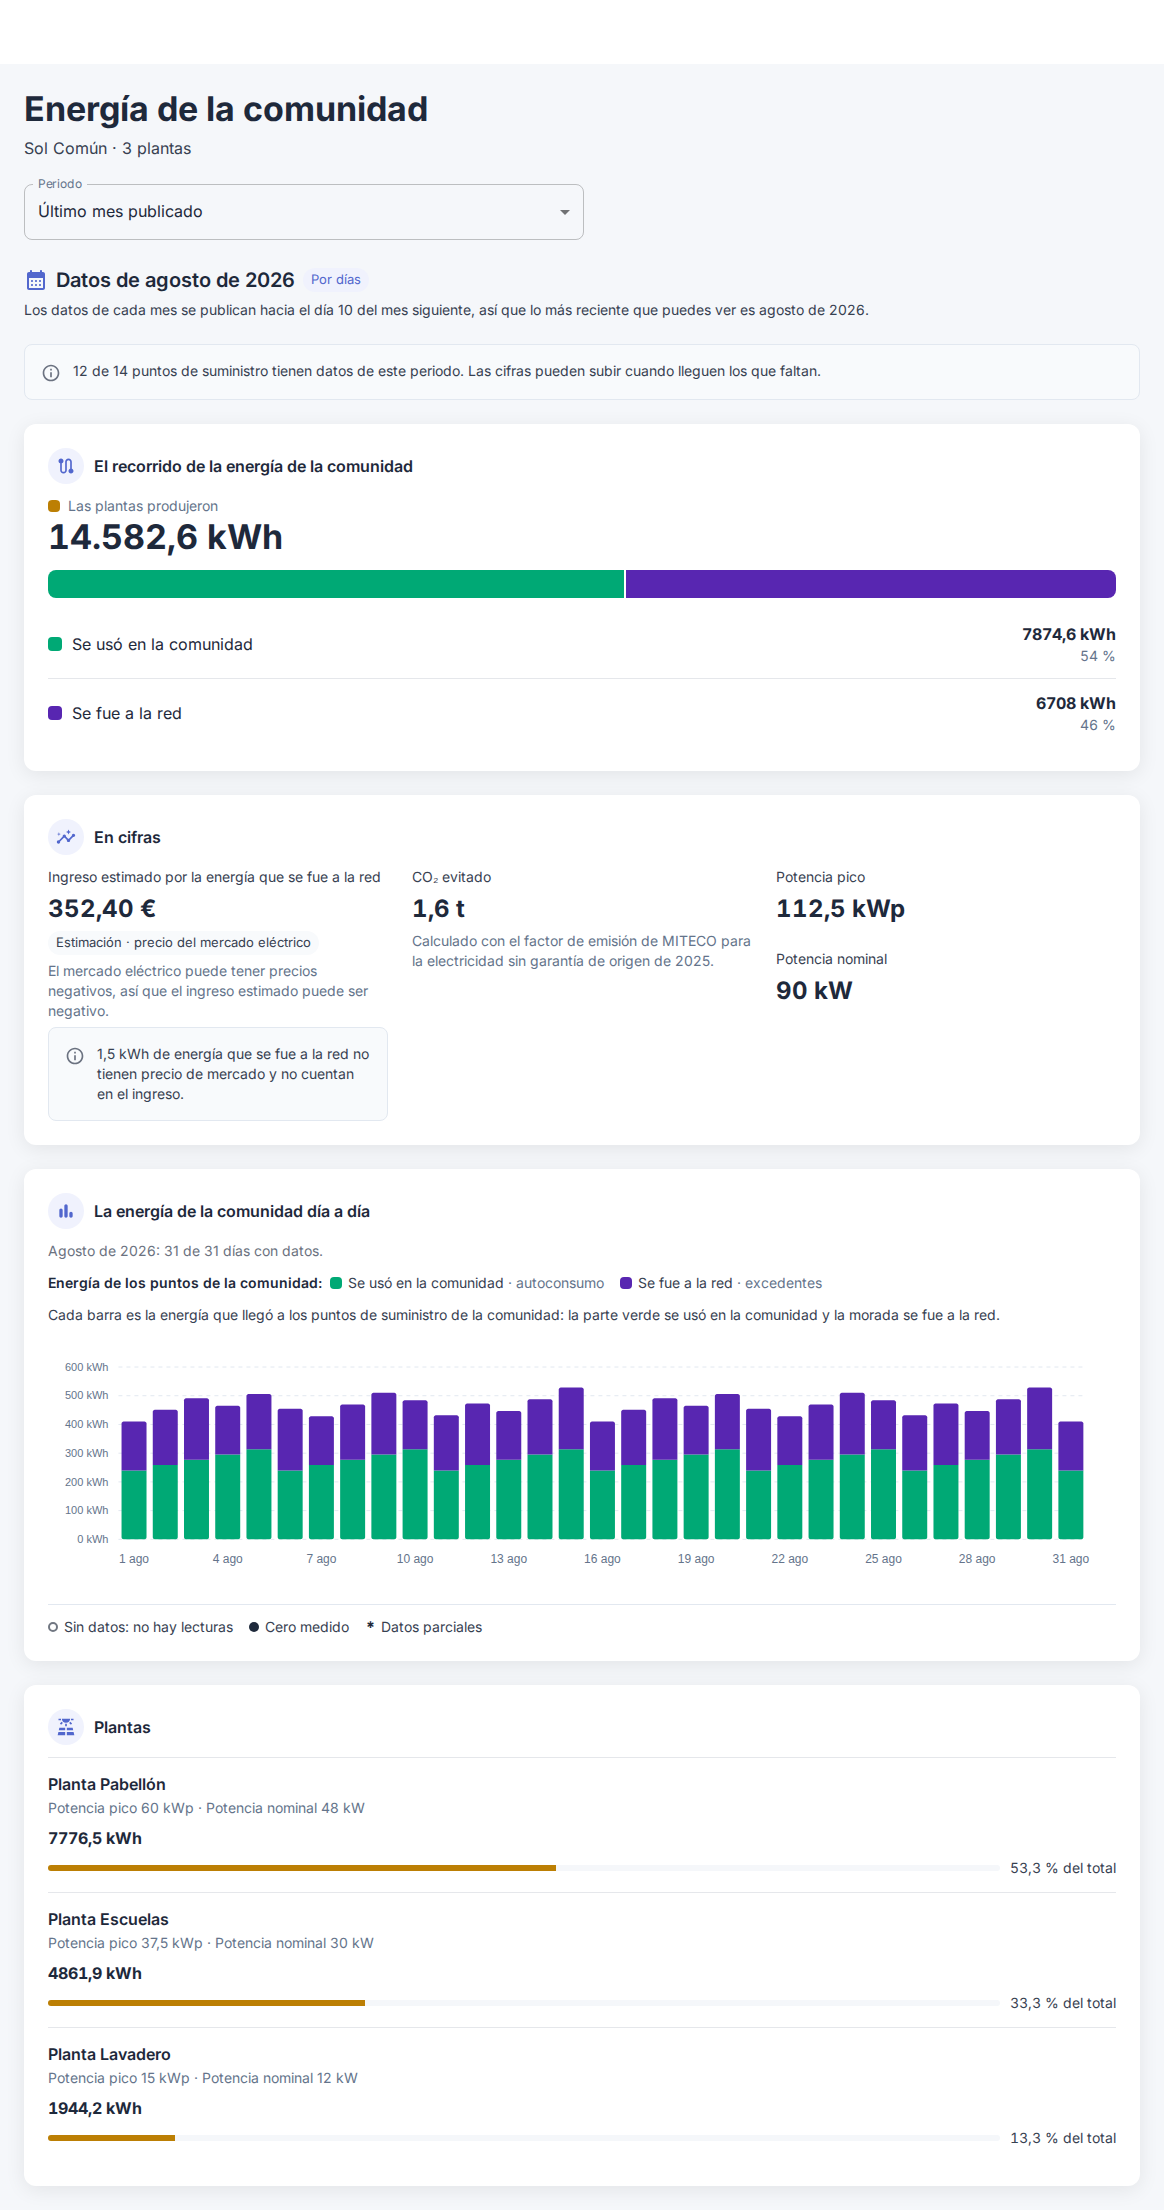 Energía de la comunidad
Sol Común · 3 plantas
Periodo
Último mes publicado
Datos de agosto de 2026 Por días
Los datos de cada mes se publican hacia el día 10 del mes siguiente, así que lo más reciente que puedes ver es agosto de 2026.
12 de 14 puntos de suministro tienen datos de este periodo. Las cifras pueden subir cuando lleguen los que faltan.
El recorrido de la energía de la comunidad
Las plantas produjeron
14.582,6 kWh
Se usó en la comunidad
7874,6 kWh
54 %
Se fue a la red
6708 kWh
46 %
En cifras
Ingreso estimado por la energía que se fue a la red
352,40 €
Estimación · precio del mercado eléctrico
El mercado eléctrico puede tener precios
negativos, así que el ingreso estimado puede ser
negativo.
1,5 kWh de energía que se fue a la red no
tienen precio de mercado y no cuentan
en el ingreso.
CO₂ evitado
1,6 t
Calculado con el factor de emisión de MITECO para
la electricidad sin garantía de origen de 2025.
Potencia pico
112,5 kWp
Potencia nominal
90 kW
La energía de la comunidad día a día
Agosto de 2026: 31 de 31 días con datos.
Energía de los puntos de la comunidad: Se usó en la comunidad · autoconsumo Se fue a la red · excedentes
Cada barra es la energía que llegó a los puntos de suministro de la comunidad: la parte verde se usó en la comunidad y la morada se fue a la red.
600 kWh
500 kWh
400 kWh
300 kWh
200 kWh
100 kWh
0 kWh
1 ago 4 ago 7 ago 10 ago 13 ago 16 ago 19 ago 22 ago 25 ago 28 ago 31 ago
Sin datos: no hay lecturas Cero medido * Datos parciales
Plantas
Planta Pabellón
Potencia pico 60 kWp · Potencia nominal 48 kW
7776,5 kWh
53,3 % del total
Planta Escuelas
Potencia pico 37,5 kWp · Potencia nominal 30 kW
4861,9 kWh
33,3 % del total
Planta Lavadero
Potencia pico 15 kWp · Potencia nominal 12 kW
1944,2 kWh
13,3 % del total